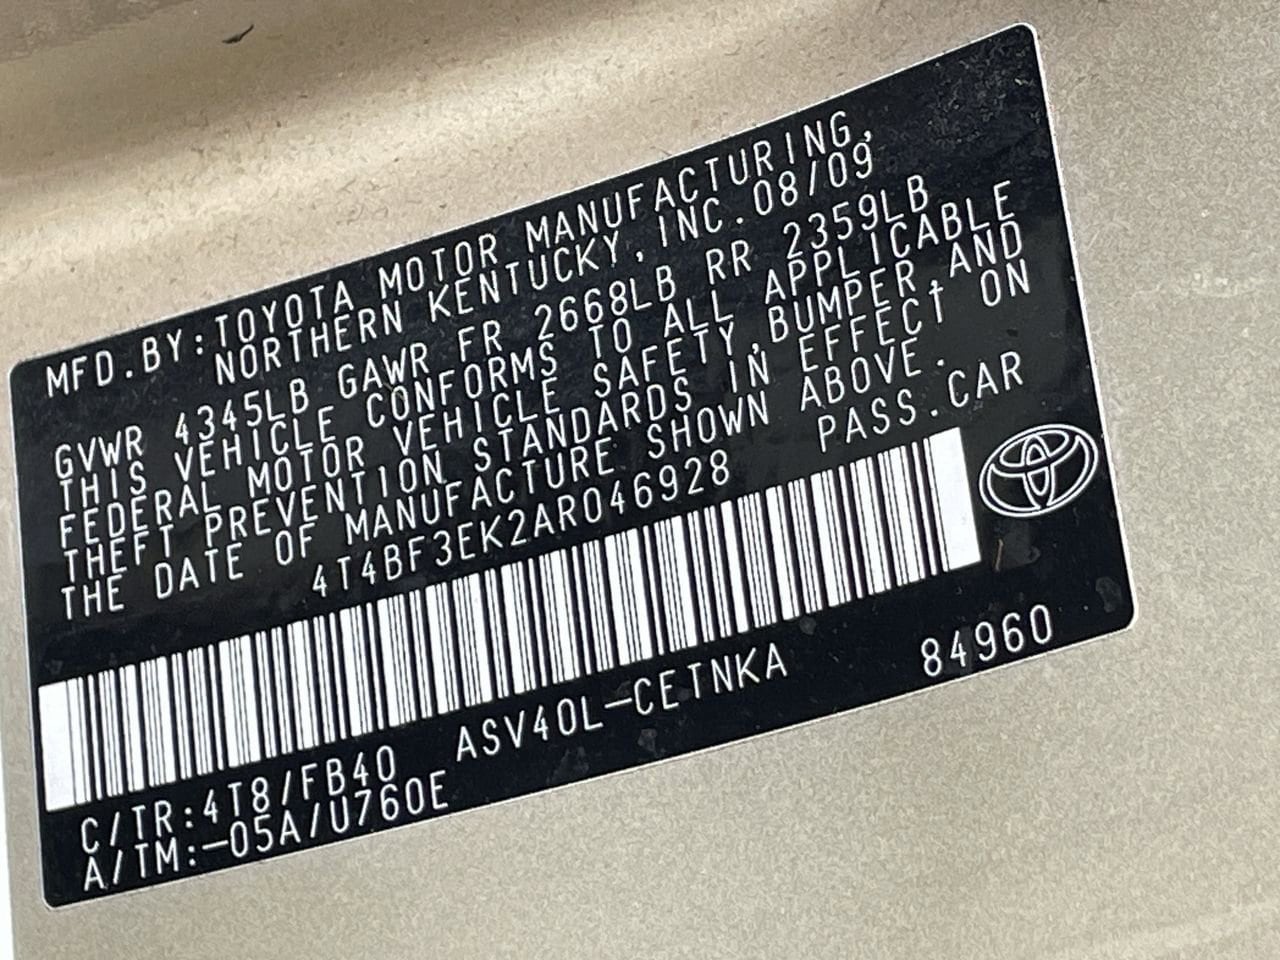 MFD.BY:TOYOTA MOTOR MANUFACTURING,
NORTHERN KENTUCKY, INC.08/09
GVWR 4345LB GAWR FR 2668LB RR 2359LB
THIS VEHICLE CONFORMS TO ALL APPLICABLE
FEDERAL MOTOR VEHICLE SAFETY,BUMPER,AND
THEFT PREVENTION STANDARDS IN EFFECT ON
THE DATE OF MANUFACTURE SHOWN ABOVE.
4T4BF3EK2AR046928 PASS.CAR
C/TR:4T8/FB40 ASV40L-CETNKA 84960
A/TM:-05A/U760E